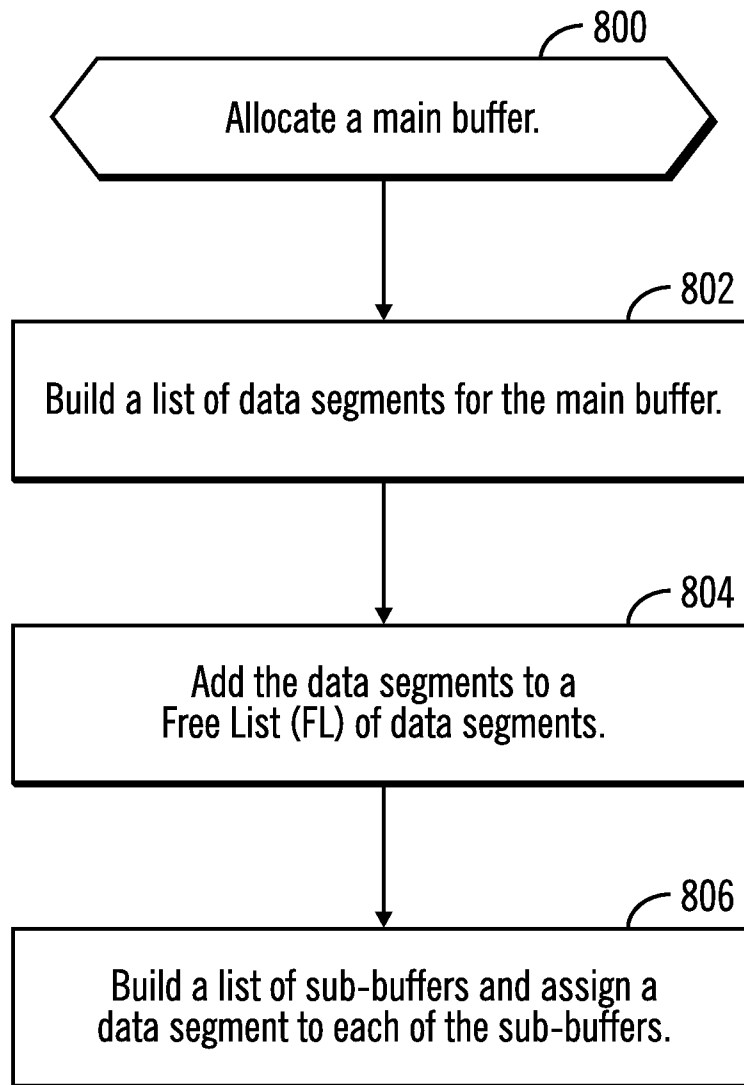 800
Allocate a main buffer.
802
Build a list of data segments for the main buffer.
804
Add the data segments to a
Free List (FL) of data segments.
806
Build a list of sub-buffers and assign a
data segment to each of the sub-buffers.